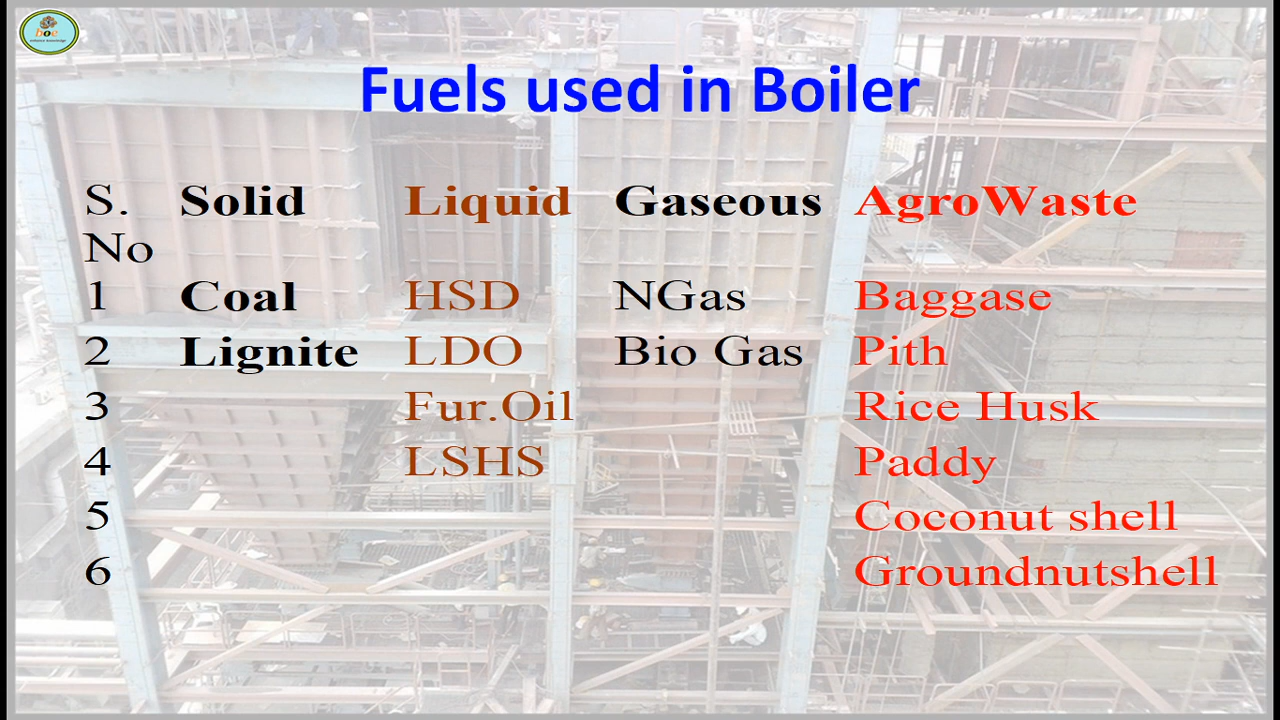 boe
Fuels used in Boiler
S. No Solid Liquid Gaseous AgroWaste
1 Coal HSD NGas Baggase
2 Lignite LDO Bio Gas Pith
3 Fur.Oil Rice Husk
4 LSHS Paddy
5 Coconut shell
6 Groundnutshell